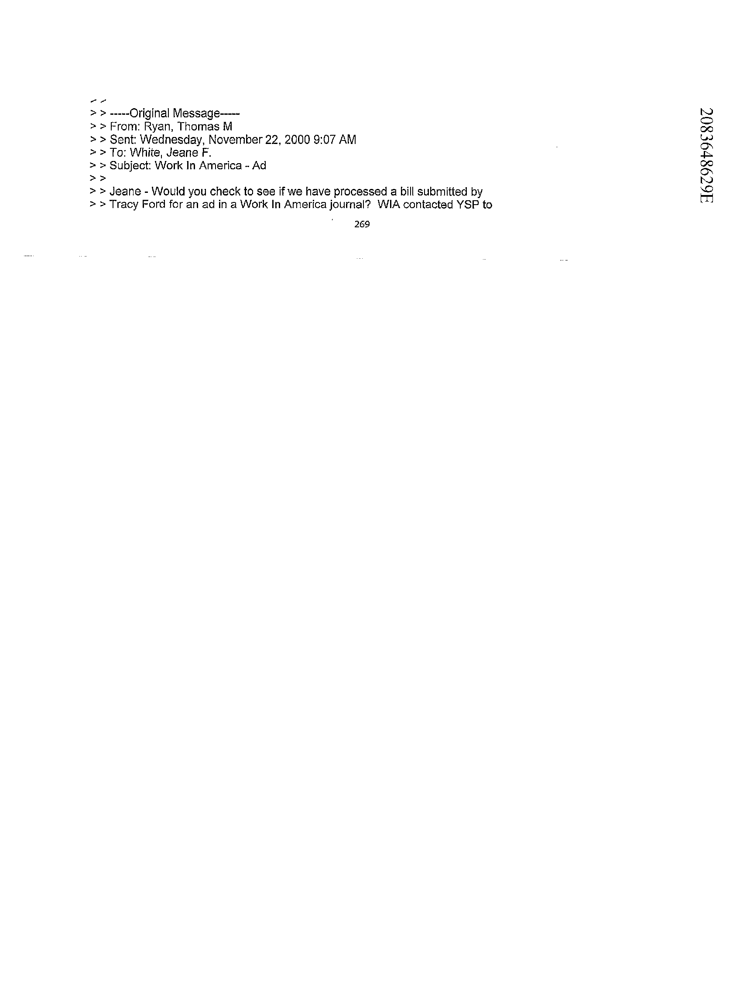 > > -----Original Message-----
> > From: Ryan, Thomas M
> > Sent: Wednesday, November 22, 2000 9:07 AM
> > To: White, Jeane F.
> > Subject: Work In America - Ad
> >
> > Jeane - Would you check to see if we have processed a bill submitted by
> > Tracy Ford for an ad in a Work In America journal?  WIA contacted YSP to
269
2083648629E